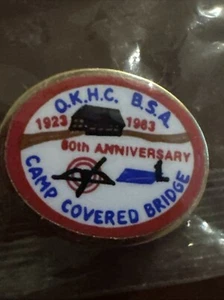 O.K.H.C. B.S.A.
1923 1983
60th ANNIVERSARY
CAMP COVERED BRIDGE